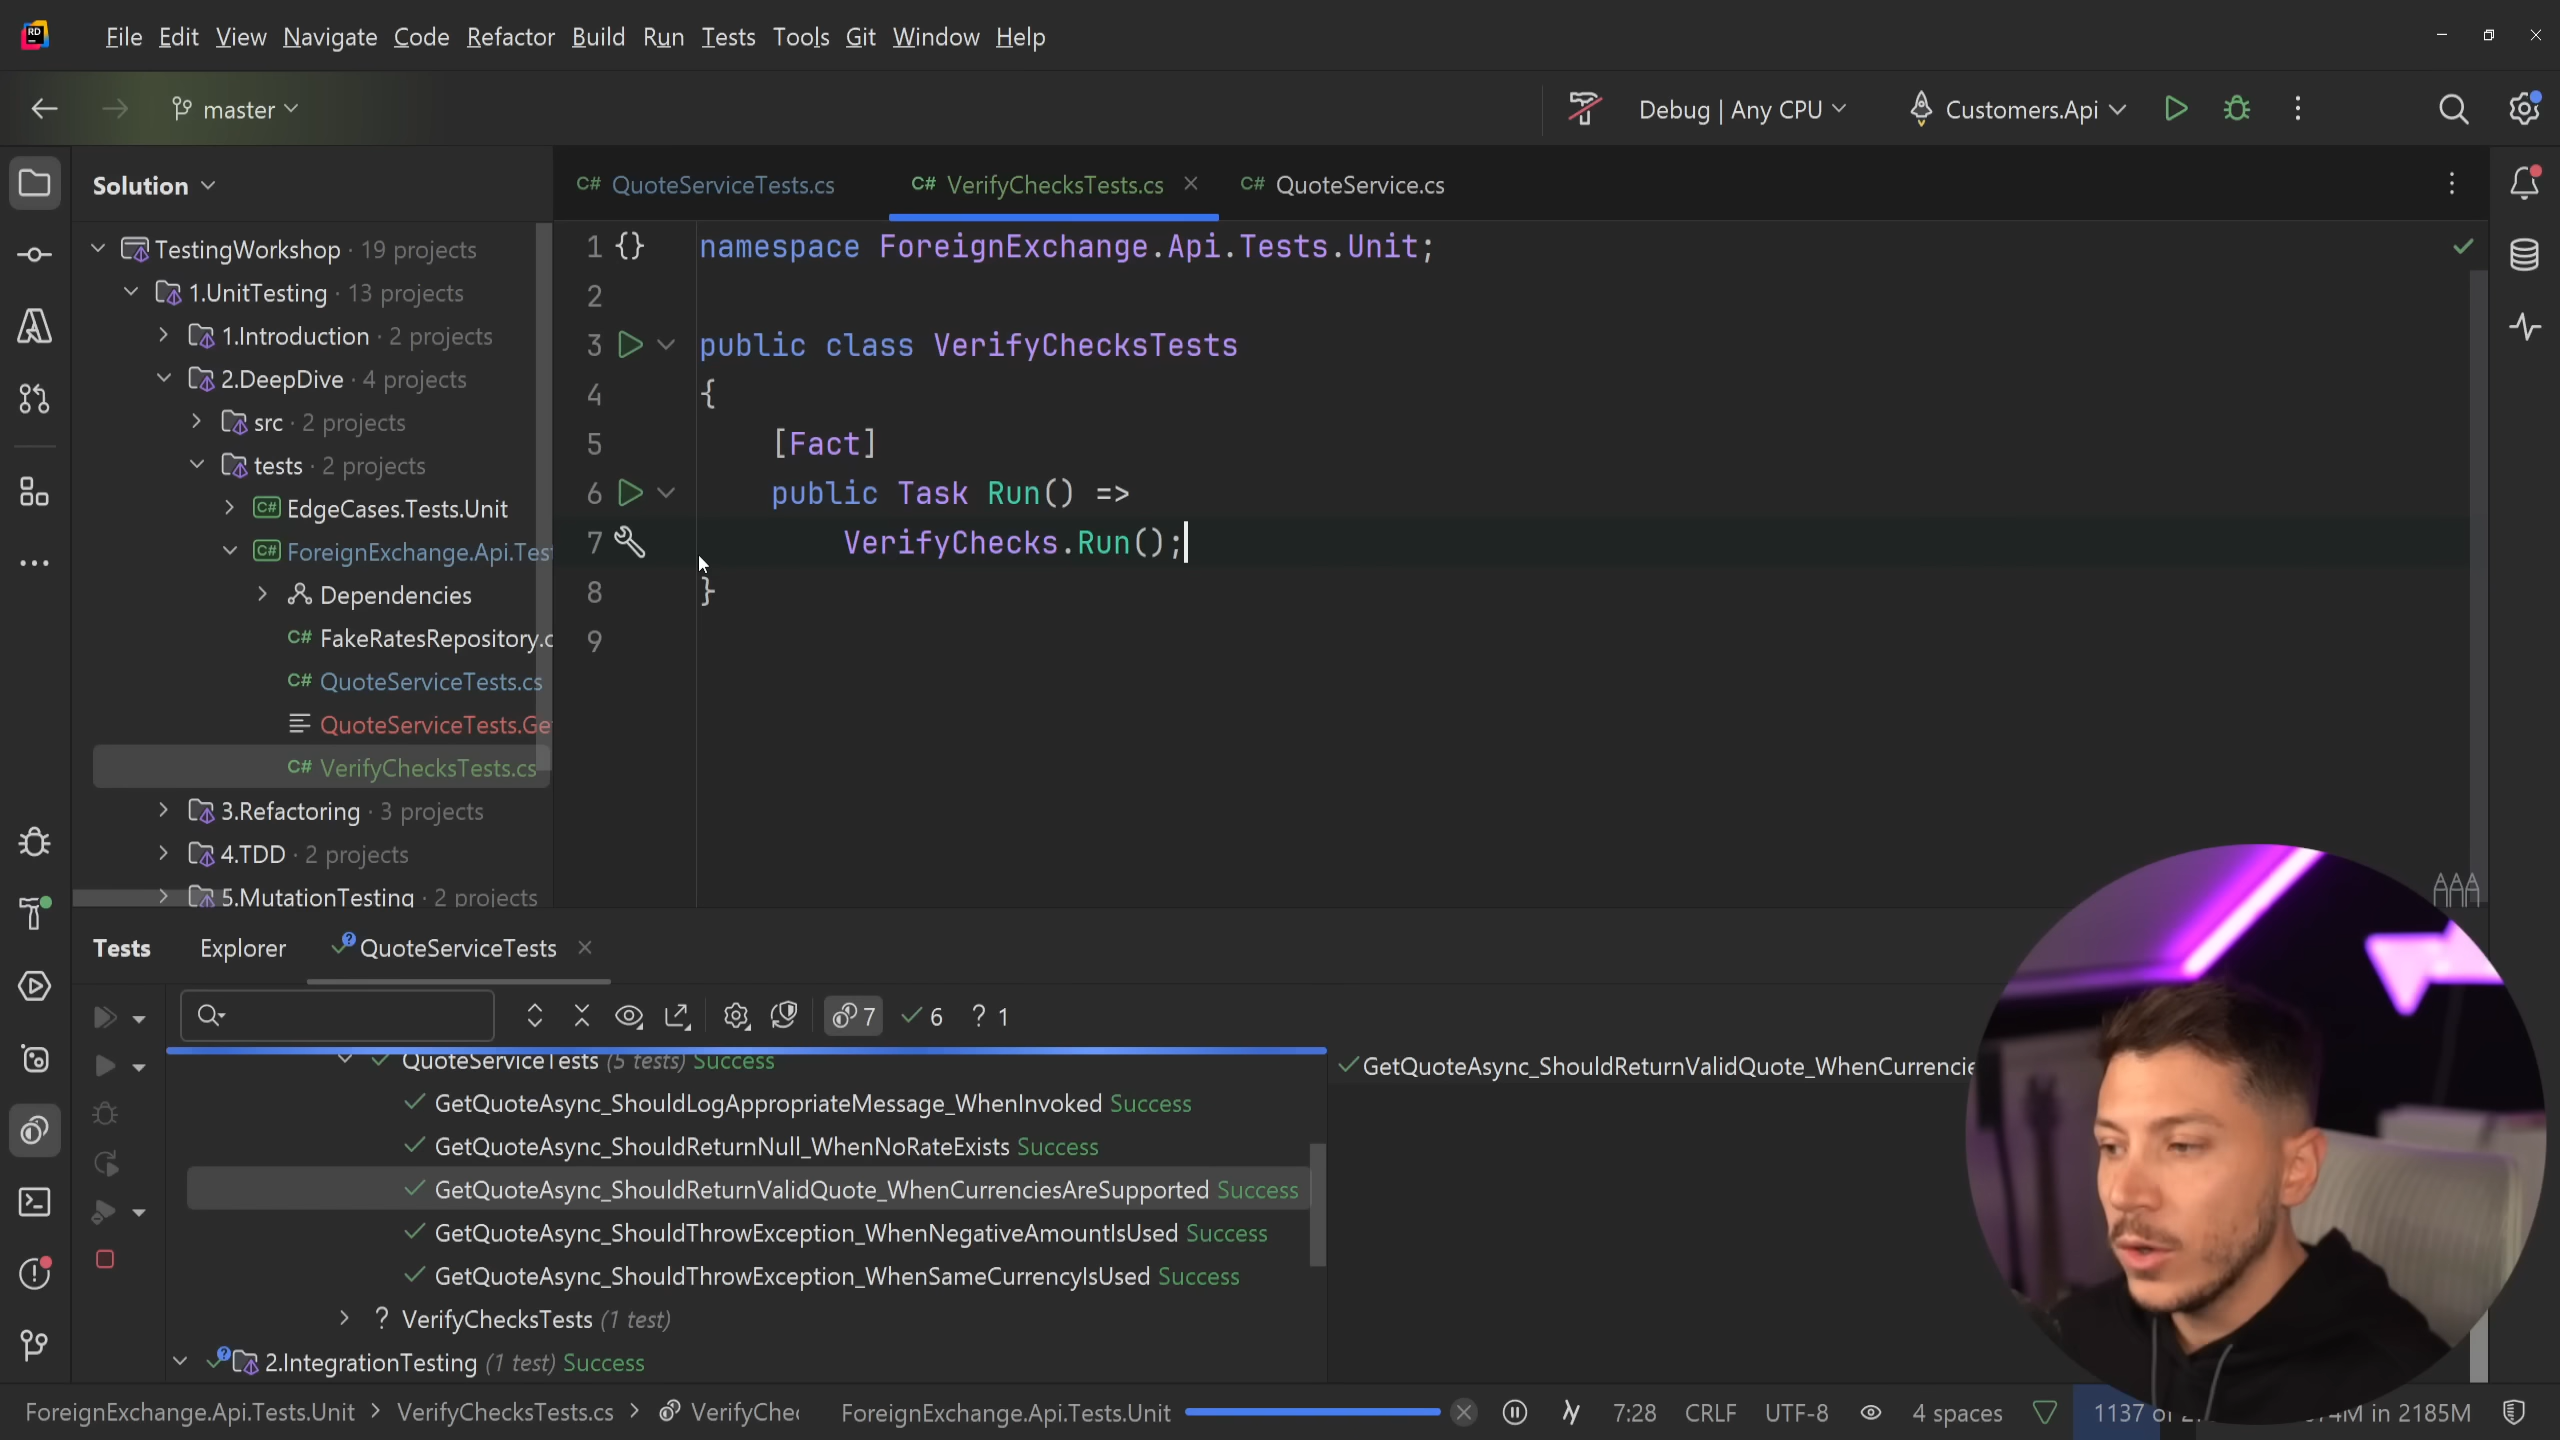 RD File Edit View Navigate Code Refactor Build Run Tests Tools Git Window Help
master Debug | Any CPU Customers.Api
Solution
C# QuoteServiceTests.cs C# VerifyChecksTests.cs C# QuoteService.cs
TestingWorkshop · 19 projects
1.UnitTesting · 13 projects
1.Introduction · 2 projects
2.DeepDive · 4 projects
src · 2 projects
tests · 2 projects
C# EdgeCases.Tests.Unit
C# ForeignExchange.Api.Tes
Dependencies
C# FakeRatesRepository.c
C# QuoteServiceTests.cs
QuoteServiceTests.Ge
C# VerifyChecksTests.cs
3.Refactoring · 3 projects
4.TDD · 2 projects
5.MutationTesting · 2 projects
1 {} namespace ForeignExchange.Api.Tests.Unit;
2
3 public class VerifyChecksTests
4 {
5 [Fact]
6 public Task Run() =>
7 VerifyChecks.Run();
8 }
9
Tests Explorer QuoteServiceTests
7 6 ? 1
QuoteServiceTests (5 tests) Success
GetQuoteAsync_ShouldLogAppropriateMessage_WhenInvoked Success
GetQuoteAsync_ShouldReturnNull_WhenNoRateExists Success
GetQuoteAsync_ShouldReturnValidQuote_WhenCurrenciesAreSupported Success
GetQuoteAsync_ShouldThrowException_WhenNegativeAmountIsUsed Success
GetQuoteAsync_ShouldThrowException_WhenSameCurrencyIsUsed Success
? VerifyChecksTests (1 test)
2.IntegrationTesting (1 test) Success
GetQuoteAsync_ShouldReturnValidQuote_WhenCurrencie
ForeignExchange.Api.Tests.Unit > VerifyChecksTests.cs > VerifyChec ForeignExchange.Api.Tests.Unit 7:28 CRLF UTF-8 4 spaces 1137 of in 2185M